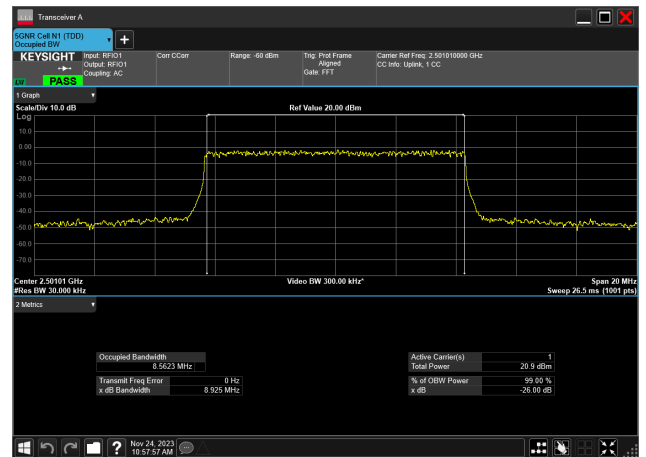 Transceiver A
5GNR Cell N1 (TDD)
Occupied BW
KEYSIGHT
LW PASS
Input: RFIO1
Output: RFIO1
Coupling: AC
Corr CCorr
Range: -60 dBm
Trig: Prot Frame
Aligned
Gate: FFT
Carrier Ref Freq: 2.501010000 GHz
CC Info: Uplink, 1 CC
1 Graph
Scale/Div 10.0 dB
Ref Value 20.00 dBm
Log
10.0
0.00
-10.0
-20.0
-30.0
-40.0
-50.0
-60.0
-70.0
Center 2.50101 GHz
Video BW 300.00 kHz*
Span 20 MHz
#Res BW 30.000 kHz
Sweep 26.5 ms (1001 pts)
2 Metrics
Occupied Bandwidth
8.5623 MHz
Active Carrier(s) 1
Total Power 20.9 dBm
Transmit Freq Error 0 Hz
x dB Bandwidth 8.925 MHz
% of OBW Power 99.00 %
x dB -26.00 dB
Nov 24, 2023
10:57:57 AM